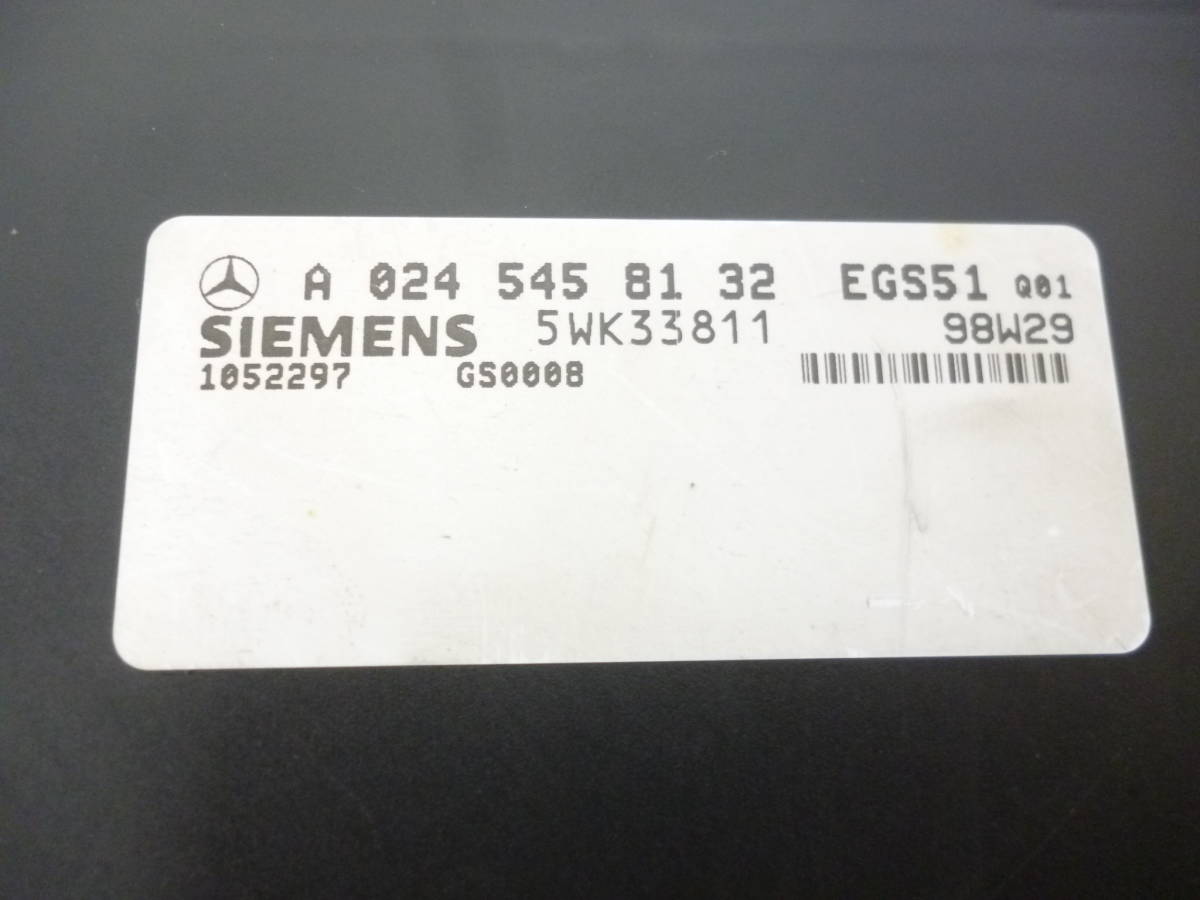 A 024 545 81 32 EGS51 Q01
SIEMENS 5WK33811 98W29
1052297 GS0008